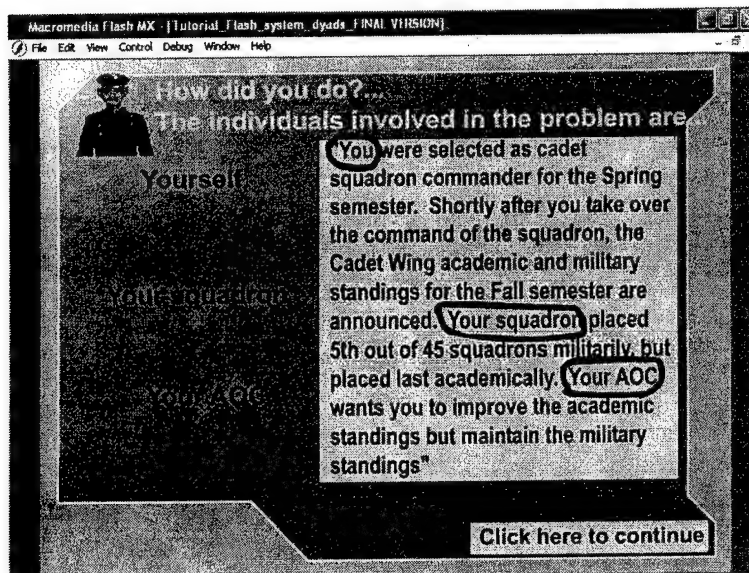 Macromedia Flash MX - [Tutorial_Flash_system_dyads_FINAL VERSION]
File Edit View Control Debug Window Help
How did you do?...
The individuals involved in the problem are...
Yourself
Your squadron
Your AOC
"You were selected as cadet
squadron commander for the Spring
semester. Shortly after you take over
the command of the squadron, the
Cadet Wing academic and military
standings for the Fall semester are
announced. Your squadron placed
5th out of 45 squadrons militarily, but
placed last academically. Your AOC
wants you to improve the academic
standings but maintain the military
standings"
Click here to continue